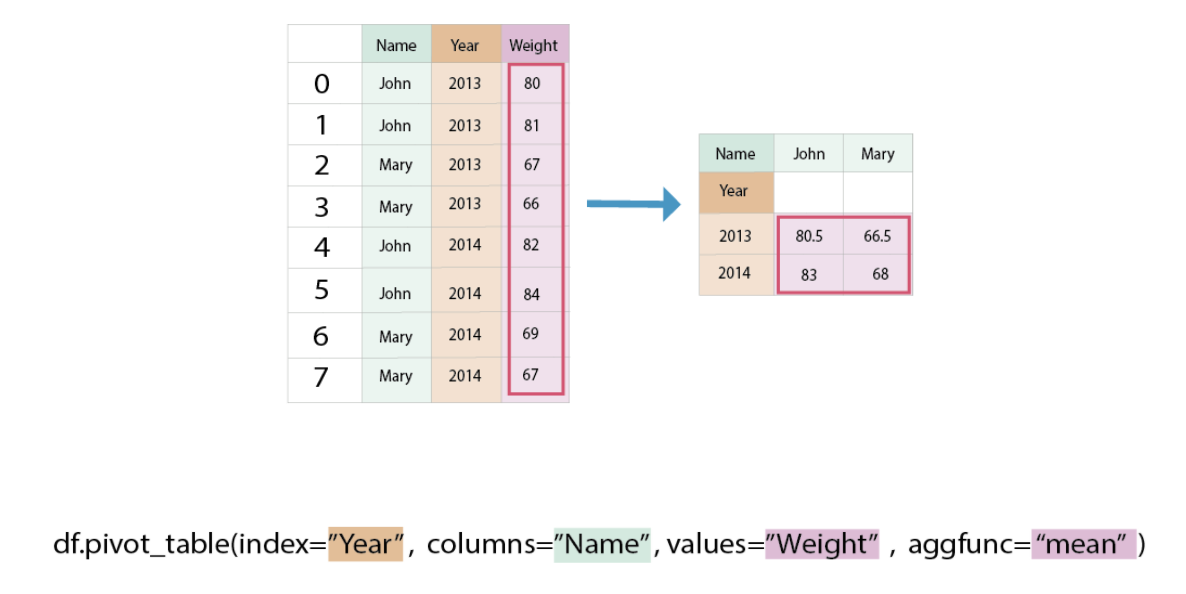 Name Year Weight
0 John 2013 80
1 John 2013 81
2 Mary 2013 67
3 Mary 2013 66
4 John 2014 82
5 John 2014 84
6 Mary 2014 69
7 Mary 2014 67
Name John Mary
Year
2013 80.5 66.5
2014 83 68
df.pivot_table(index=”Year”, columns=”Name”, values=”Weight” , aggfunc=“mean” )